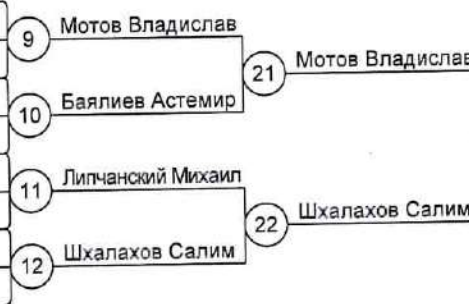 9 Мотов Владислав
21 Мотов Владислав
10 Баялиев Астемир
11 Липчанский Михаил
22 Шхалахов Салим
12 Шхалахов Салим